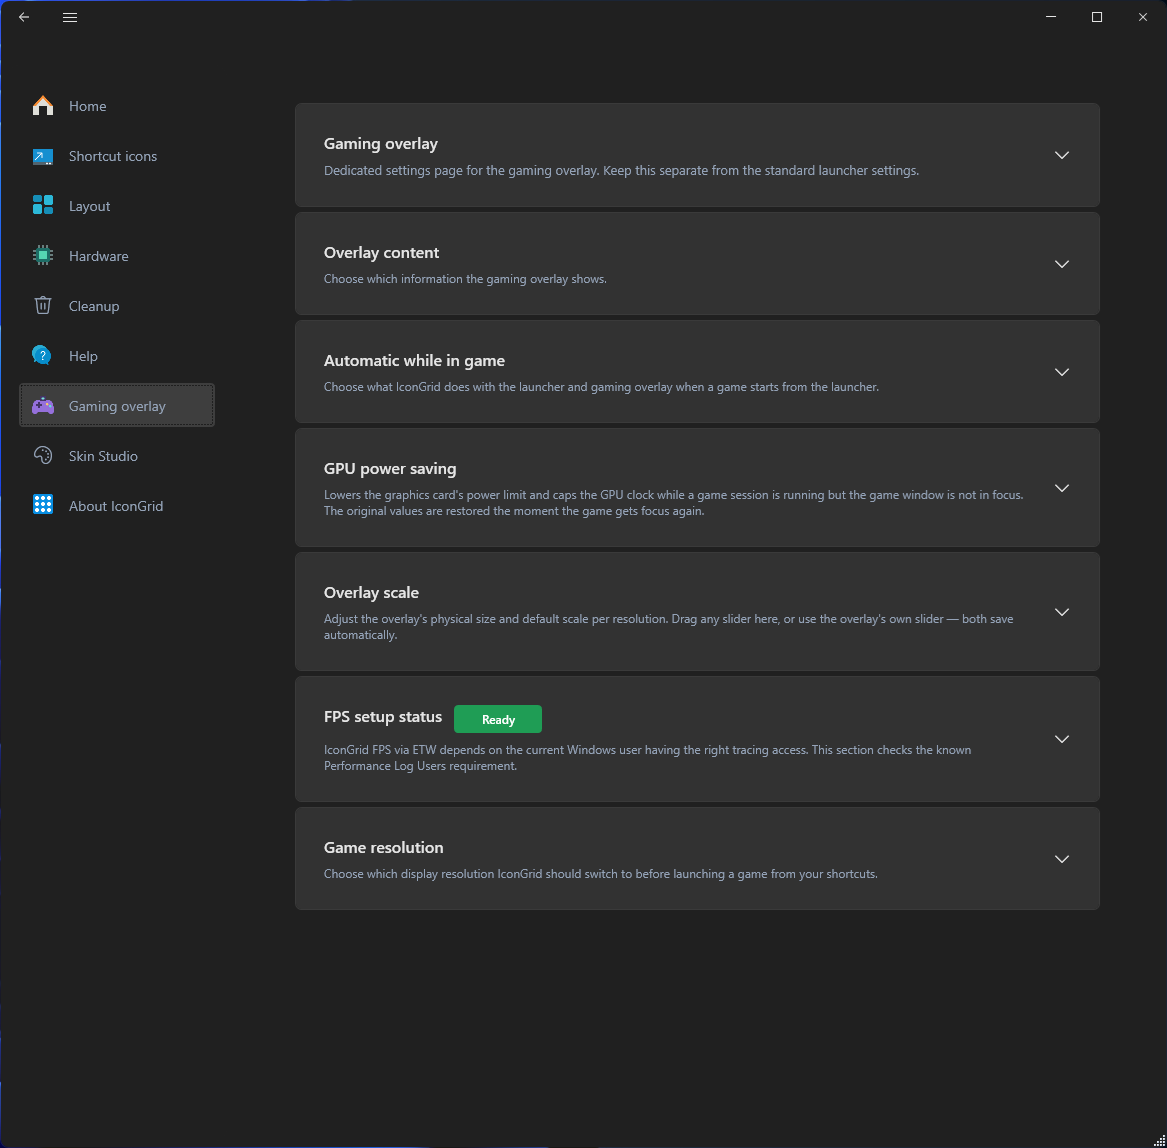 Home
Shortcut icons
Layout
Hardware
Cleanup
Help
Gaming overlay
Skin Studio
About IconGrid
Gaming overlay
Dedicated settings page for the gaming overlay. Keep this separate from the standard launcher settings.
Overlay content
Choose which information the gaming overlay shows.
Automatic while in game
Choose what IconGrid does with the launcher and gaming overlay when a game starts from the launcher.
GPU power saving
Lowers the graphics card's power limit and caps the GPU clock while a game session is running but the game window is not in focus.
The original values are restored the moment the game gets focus again.
Overlay scale
Adjust the overlay's physical size and default scale per resolution. Drag any slider here, or use the overlay's own slider — both save
automatically.
FPS setup status Ready
IconGrid FPS via ETW depends on the current Windows user having the right tracing access. This section checks the known
Performance Log Users requirement.
Game resolution
Choose which display resolution IconGrid should switch to before launching a game from your shortcuts.